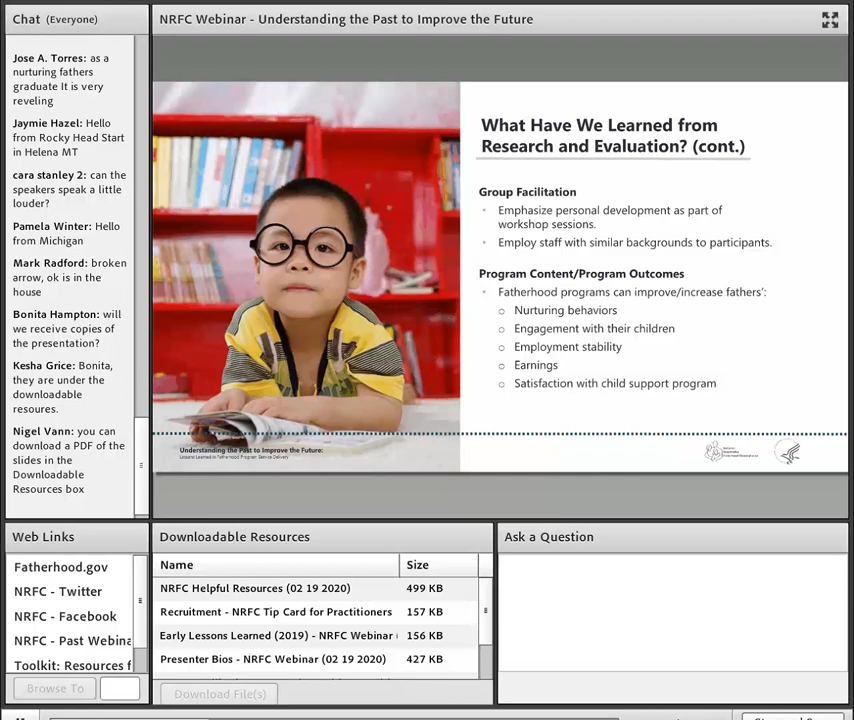 Chat (Everyone)
Jose A. Torres: as a
nurturing fathers
graduate It is very
reveling
Jaymie Hazel: Hello
from Rocky Head Start
in Helena MT
cara stanley 2: can the
speakers speak a little
louder?
Pamela Winter: Hello
from Michigan
Mark Radford: broken
arrow, ok is in the
house
Bonita Hampton: will
we receive copies of
the presentation?
Kesha Grice: Bonita,
they are under the
downloadable
resoures.
Nigel Vann: you can
download a PDF of the
slides in the
Downloadable
Resources box
NRFC Webinar - Understanding the Past to Improve the Future
What Have We Learned from
Research and Evaluation? (cont.)
Group Facilitation
Emphasize personal development as part of
workshop sessions.
Employ staff with similar backgrounds to participants.
Program Content/Program Outcomes
Fatherhood programs can improve/increase fathers':
Nurturing behaviors
Engagement with their children
Employment stability
Earnings
Satisfaction with child support program
Understanding the Past to Improve the Future:
Lessons Learned in Fatherhood Program Service Delivery
Web Links
Fatherhood.gov
NRFC - Twitter
NRFC - Facebook
NRFC - Past Webina
Toolkit: Resources f
Browse To
Downloadable Resources
Name Size
NRFC Helpful Resources (02 19 2020) 499 KB
Recruitment - NRFC Tip Card for Practitioners 157 KB
Early Lessons Learned (2019) - NRFC Webinar 156 KB
Presenter Bios - NRFC Webinar (02 19 2020) 427 KB
Download File(s)
Ask a Question